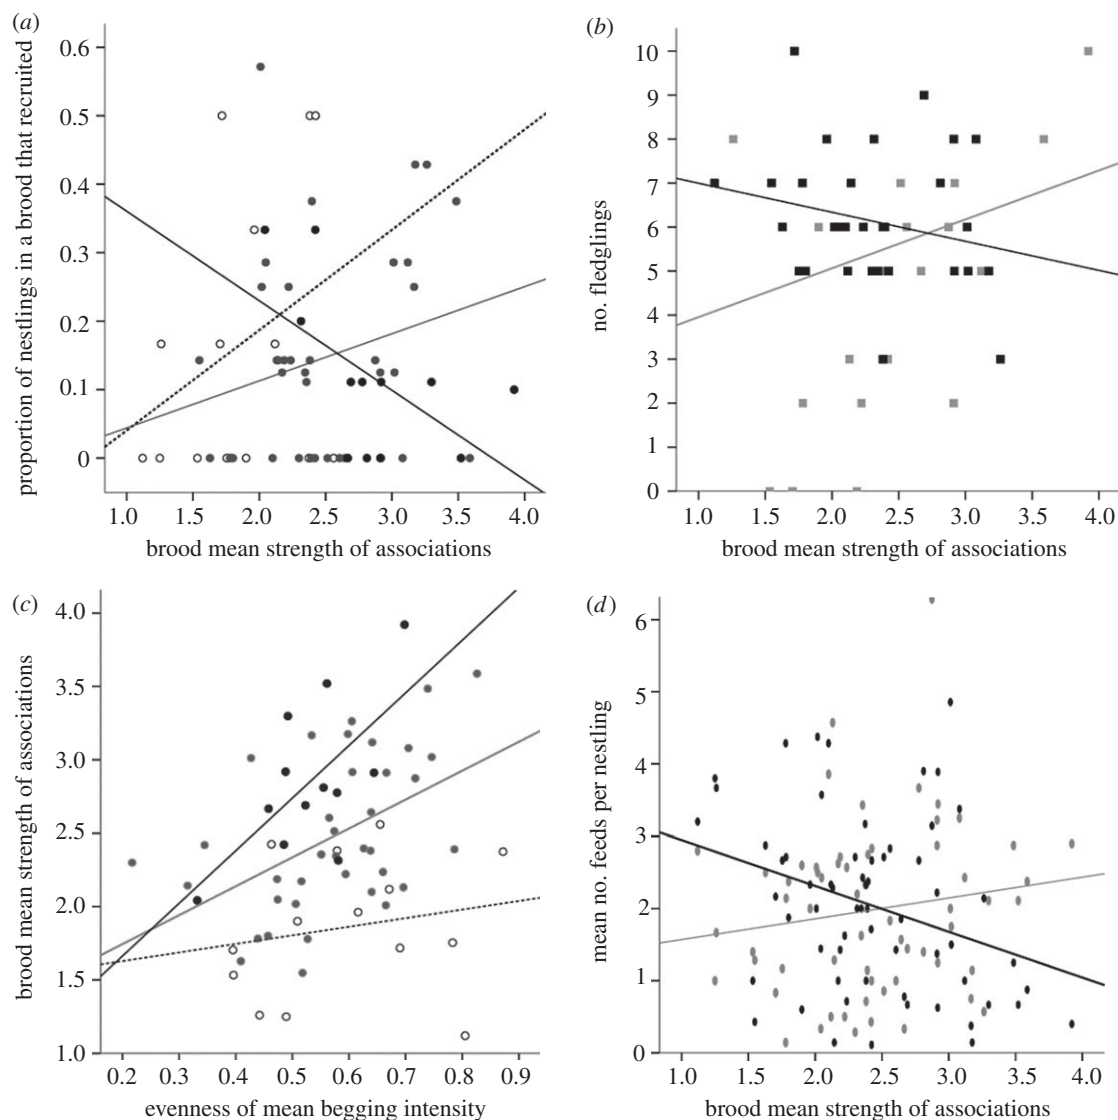 (a)
proportion of nestlings in a brood that recruited
0.6
0.5
0.4
0.3
0.2
0.1
0
1.0 1.5 2.0 2.5 3.0 3.5 4.0
brood mean strength of associations
(b)
no. fledglings
10
9
8
7
6
5
4
3
2
1
0
1.0 1.5 2.0 2.5 3.0 3.5 4.0
brood mean strength of associations
(c)
brood mean strength of associations
4.0
3.5
3.0
2.5
2.0
1.5
1.0
0.2 0.3 0.4 0.5 0.6 0.7 0.8 0.9
evenness of mean begging intensity
(d)
mean no. feeds per nestling
6
5
4
3
2
1
0
1.0 1.5 2.0 2.5 3.0 3.5 4.0
brood mean strength of associations